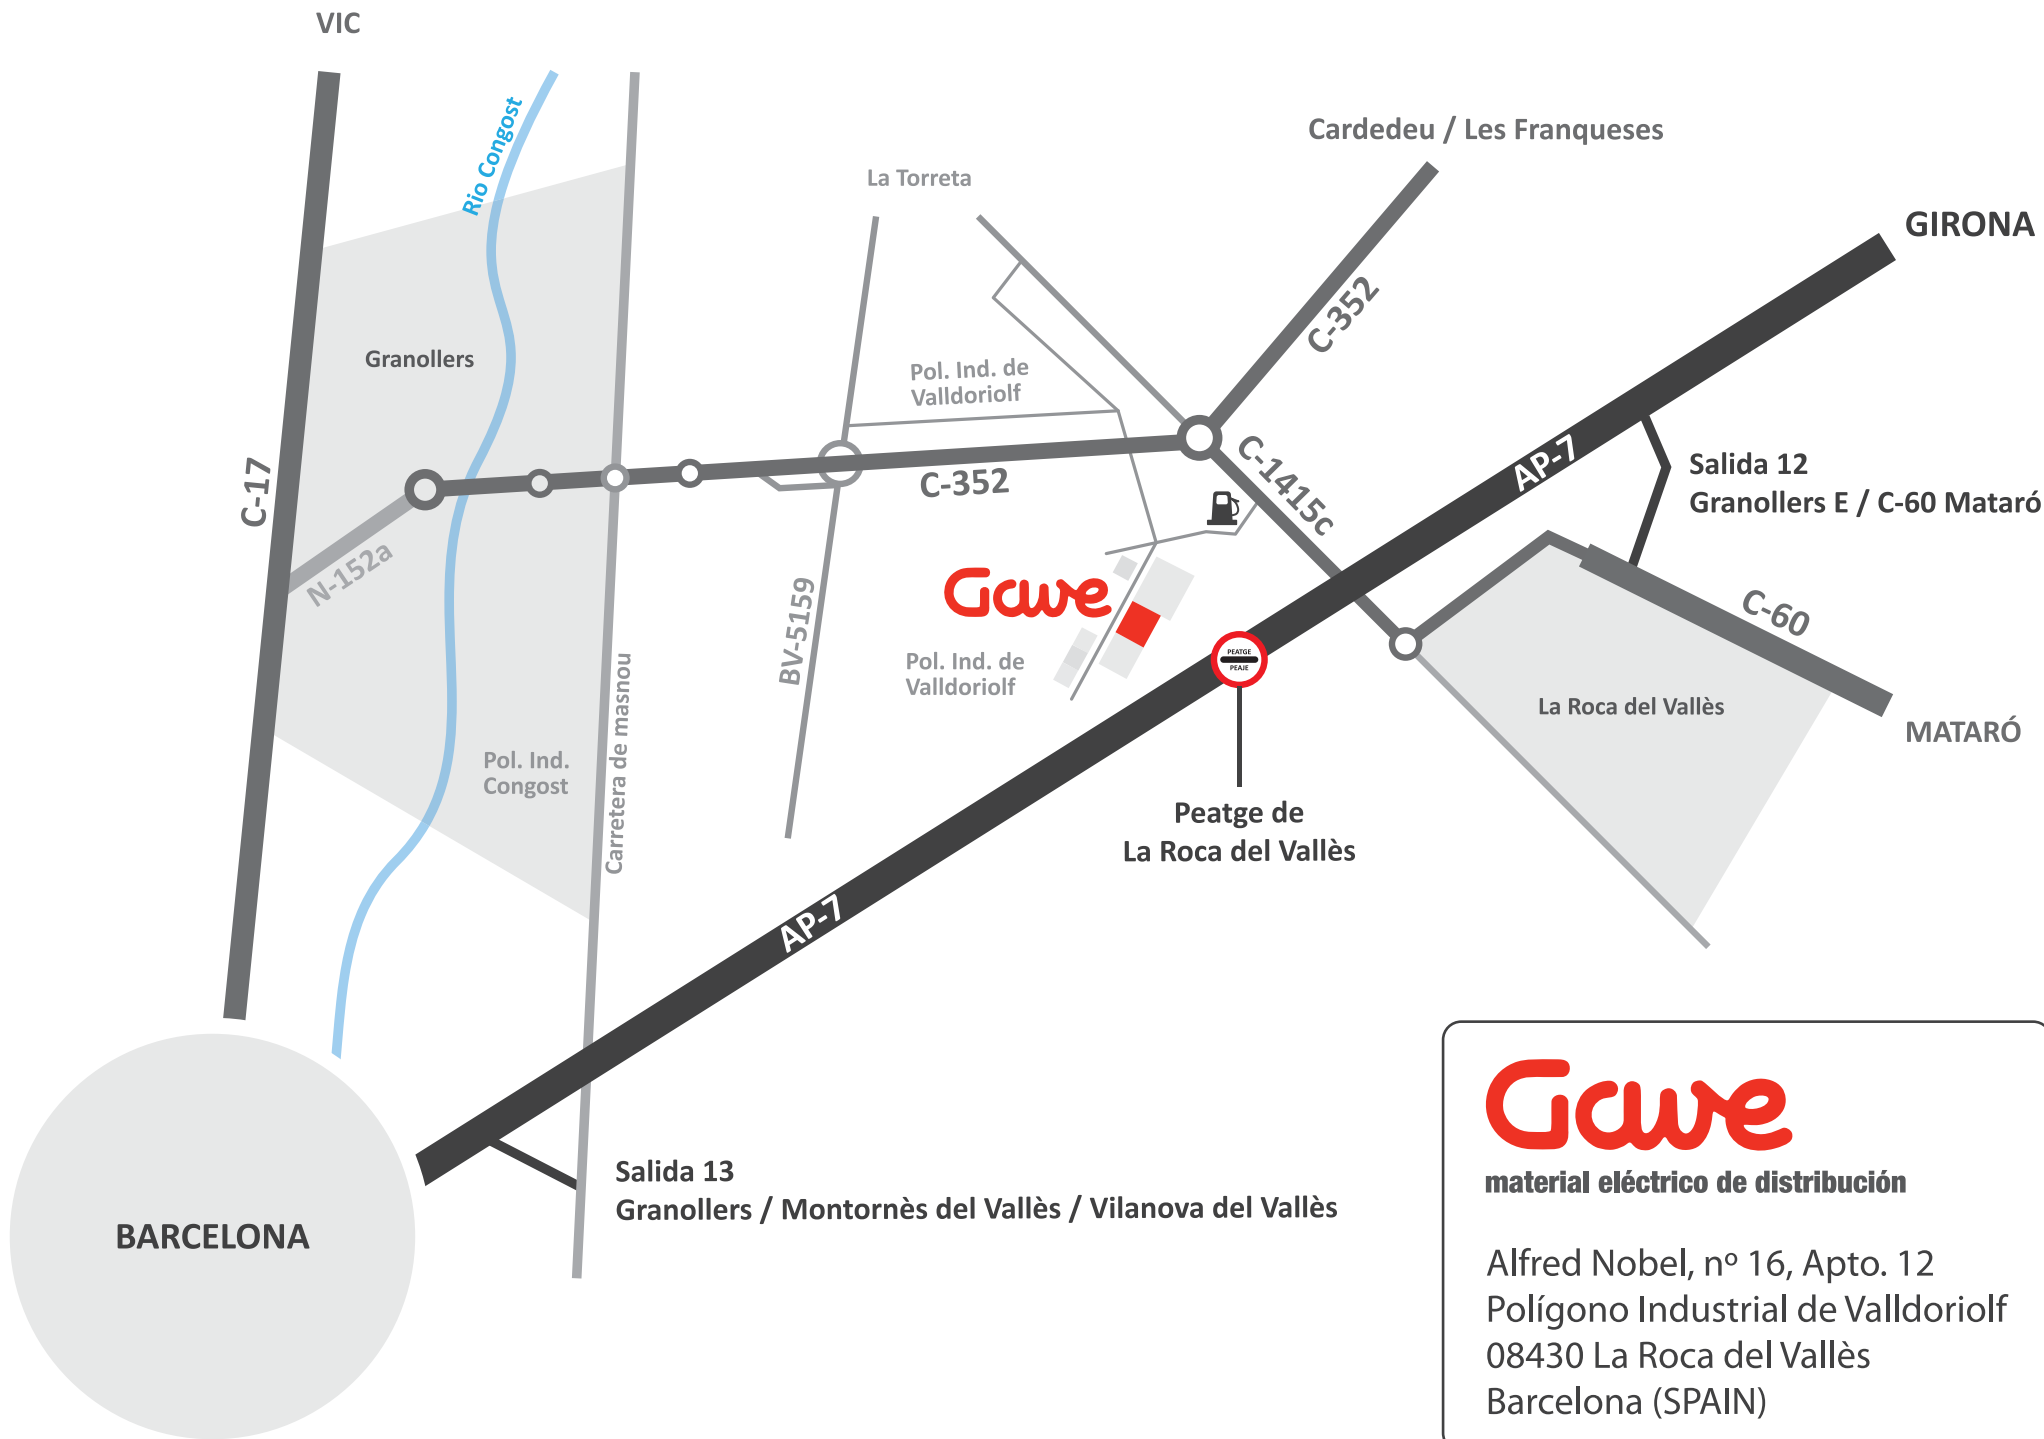 VIC
Rio Congost
Cardedeu / Les Franqueses
La Torreta
GIRONA
C-352
Granollers
Pol. Ind. de
Valldoriolf
C-17
C-352
C-1415c
AP-7
Salida 12
Granollers E / C-60 Mataró
N-152a
BV-5159
Gave
Pol. Ind. de
Valldoriolf
PEATGE
PEAJE
C-60
La Roca del Vallès
MATARÓ
Carretera de masnou
Pol. Ind.
Congost
Peatge de
La Roca del Vallès
AP-7
Salida 13
Granollers / Montornès del Vallès / Vilanova del Vallès
BARCELONA
Gave
material eléctrico de distribución
Alfred Nobel, nº 16, Apto. 12
Polígono Industrial de Valldoriolf
08430 La Roca del Vallès
Barcelona (SPAIN)